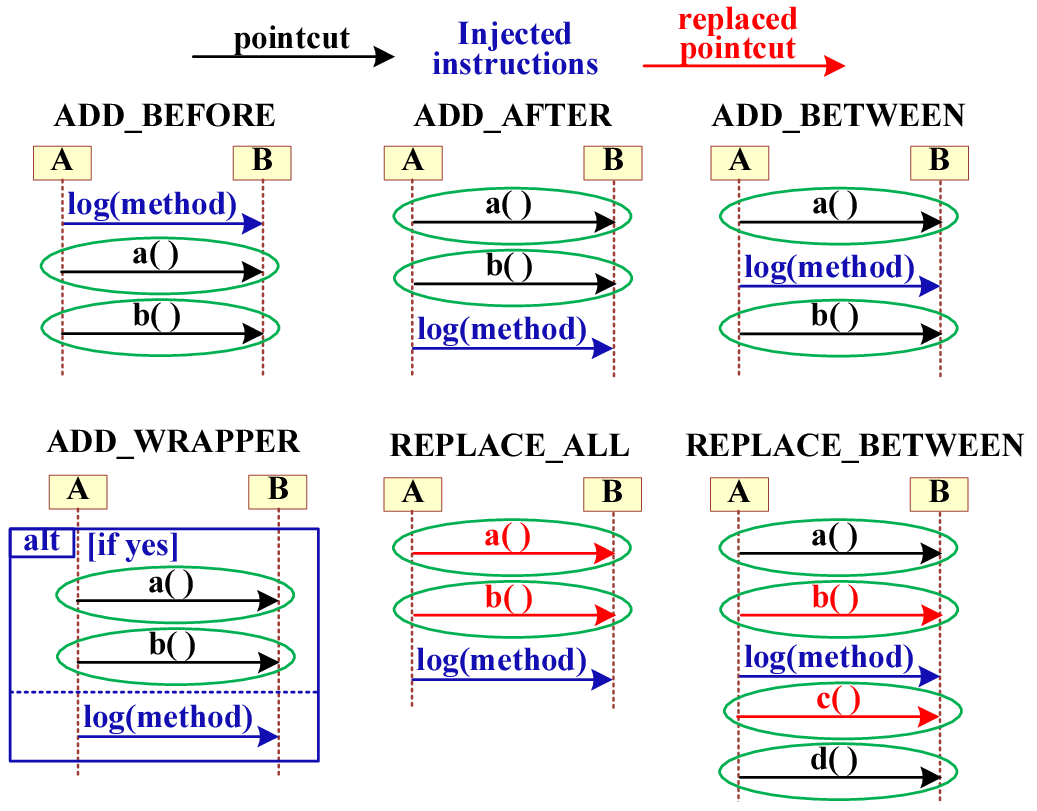 pointcut
Injected
instructions
replaced
pointcut
ADD_BEFORE
A B
log(method)
a( )
b( )
ADD_AFTER
A B
a( )
b( )
log(method)
ADD_BETWEEN
A B
a( )
log(method)
b( )
ADD_WRAPPER
A B
alt [if yes]
a( )
b( )
log(method)
REPLACE_ALL
A B
a( )
b( )
log(method)
REPLACE_BETWEEN
A B
a( )
b( )
log(method)
c( )
d( )